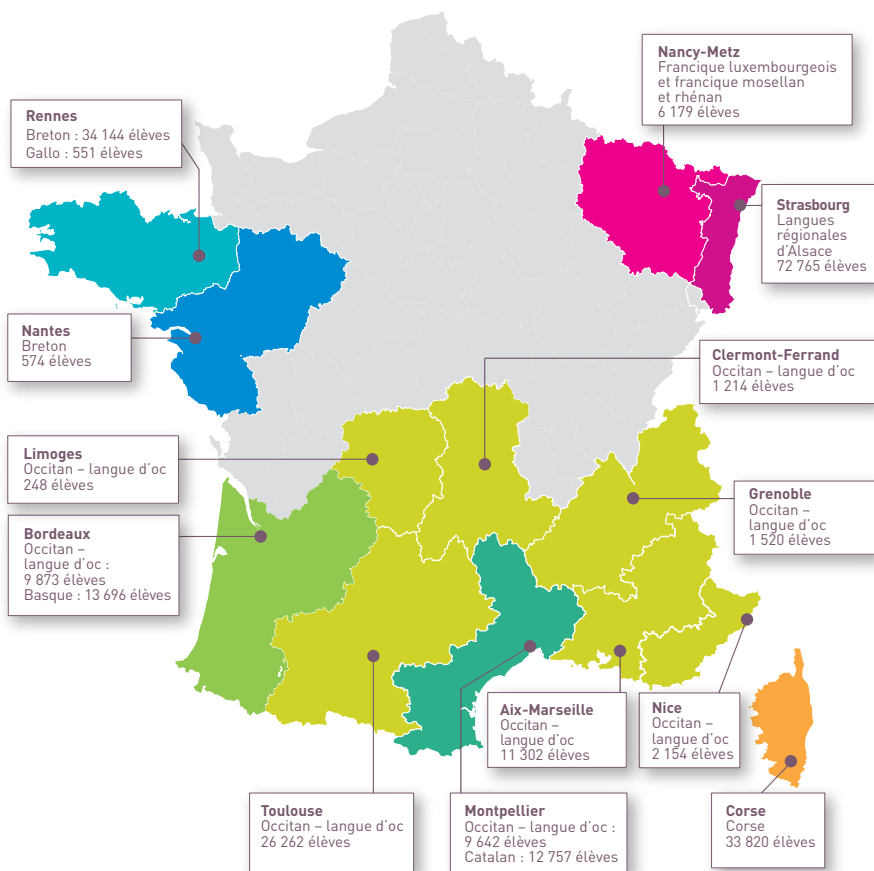 Nancy-Metz
Francique luxembourgeois
et francique mosellan
et rhénan
6 179 élèves
Rennes
Breton : 34 144 élèves
Gallo : 551 élèves
Strasbourg
Langues
régionales
d'Alsace
72 765 élèves
Nantes
Breton
574 élèves
Clermont-Ferrand
Occitan – langue d'oc
1 214 élèves
Limoges
Occitan – langue d'oc
248 élèves
Grenoble
Occitan –
langue d'oc
1 520 élèves
Bordeaux
Occitan –
langue d'oc :
9 873 élèves
Basque : 13 696 élèves
Aix-Marseille
Occitan –
langue d'oc
11 302 élèves
Nice
Occitan –
langue d'oc
2 154 élèves
Toulouse
Occitan – langue d'oc
26 262 élèves
Montpellier
Occitan – langue d'oc :
9 642 élèves
Catalan : 12 757 élèves
Corse
Corse
33 820 élèves